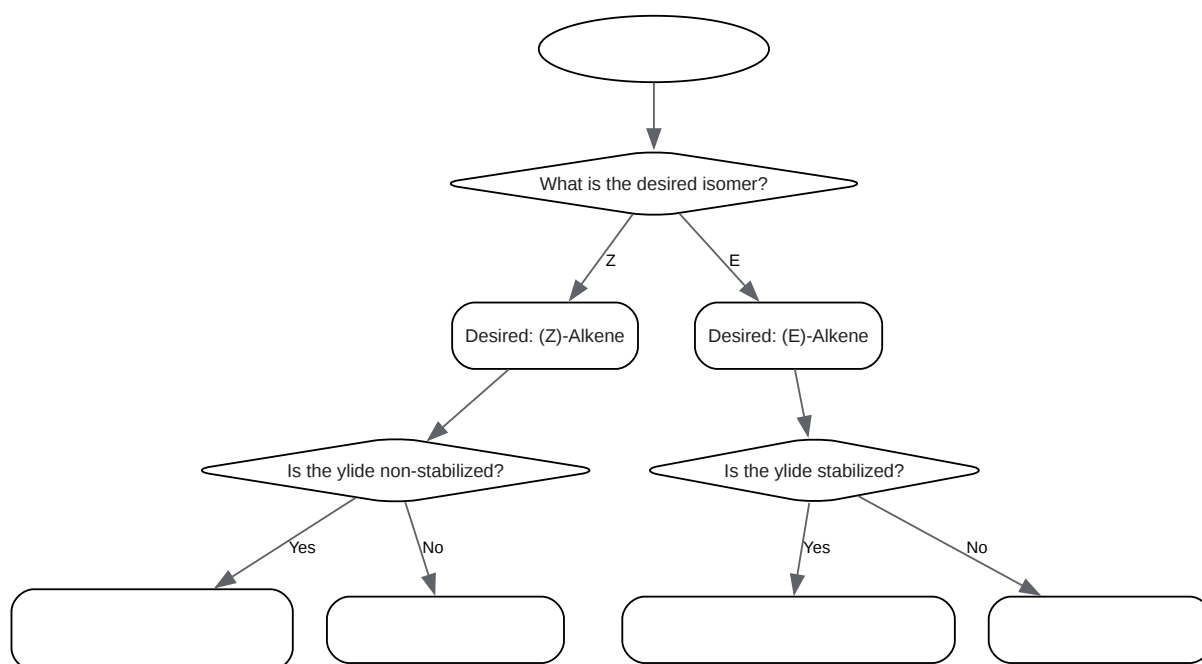 What is the desired isomer?
Z
E
Desired: (Z)-Alkene
Desired: (E)-Alkene
Is the ylide non-stabilized?
Is the ylide stabilized?
Yes
No
Yes
No